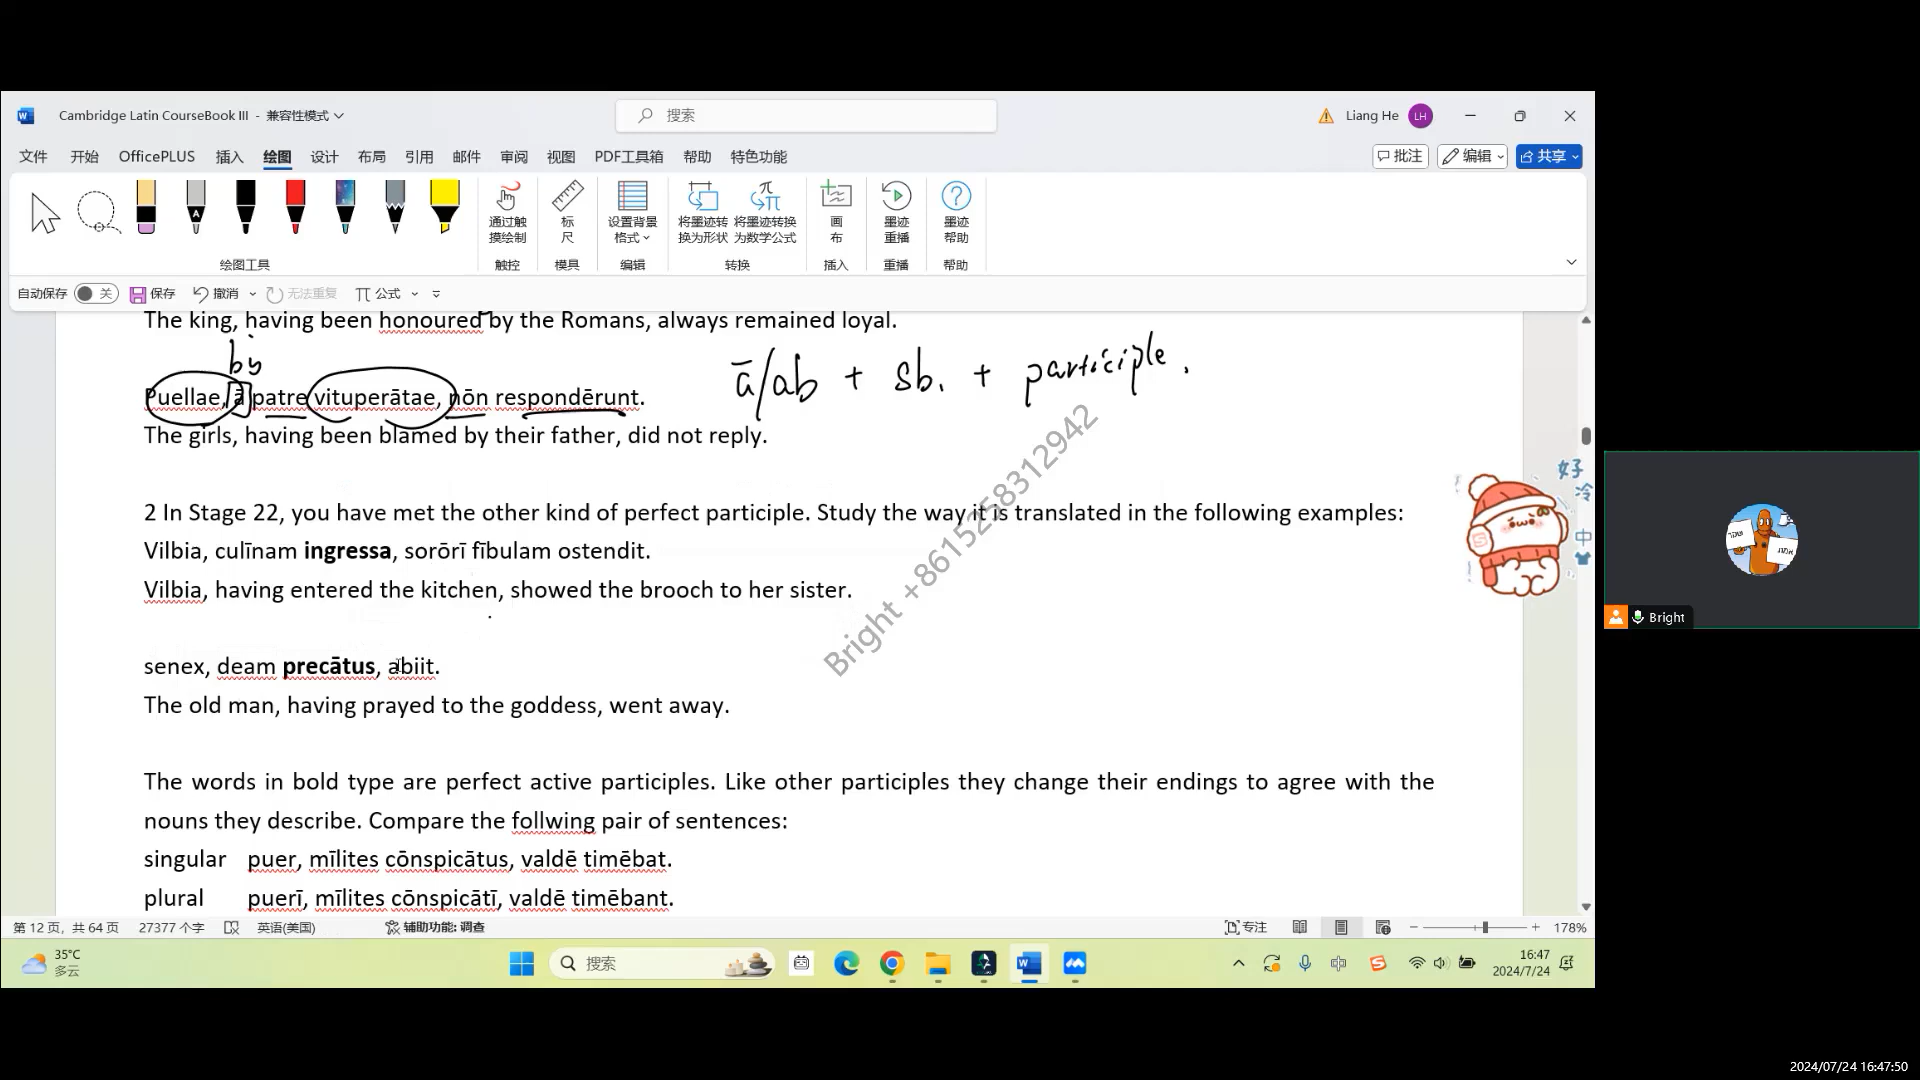 Cambridge Latin CourseBook III - 兼容性模式
搜索
Liang He LH
文件 开始 OfficePLUS 插入 绘图 设计 布局 引用 邮件 审阅 视图 PDF工具箱 帮助 特色功能
批注 编辑 共享
通过触摸绘制
标尺
设置背景格式
将墨迹转换为形状
将墨迹转换为数学公式
画布
墨迹重播
墨迹帮助
绘图工具 触控 模具 编辑 转换 插入 重播 帮助
自动保存 关 保存 撤消 无法重复 公式
The king, having been honoured by the Romans, always remained loyal.
by
ā/ab + sb. + participle.
Puellae, ā patre vituperātae, nōn respondērunt.
The girls, having been blamed by their father, did not reply.
2 In Stage 22, you have met the other kind of perfect participle. Study the way it is translated in the following examples:
Vilbia, culīnam ingressa, sorōrī fībulam ostendit.
Vilbia, having entered the kitchen, showed the brooch to her sister.
senex, deam precātus, abiit.
The old man, having prayed to the goddess, went away.
The words in bold type are perfect active participles. Like other participles they change their endings to agree with the
nouns they describe. Compare the follwing pair of sentences:
singular puer, mīlites cōnspicātus, valdē timēbat.
plural puerī, mīlites cōnspicātī, valdē timēbant.
Bright +8615258312942
好冷
中
Bright
第 12 页，共 64 页 27377 个字 英语(美国) 辅助功能: 调查 专注 178%
35°C
多云
搜索
16:47
2024/7/24
2024/07/24 16:47:50